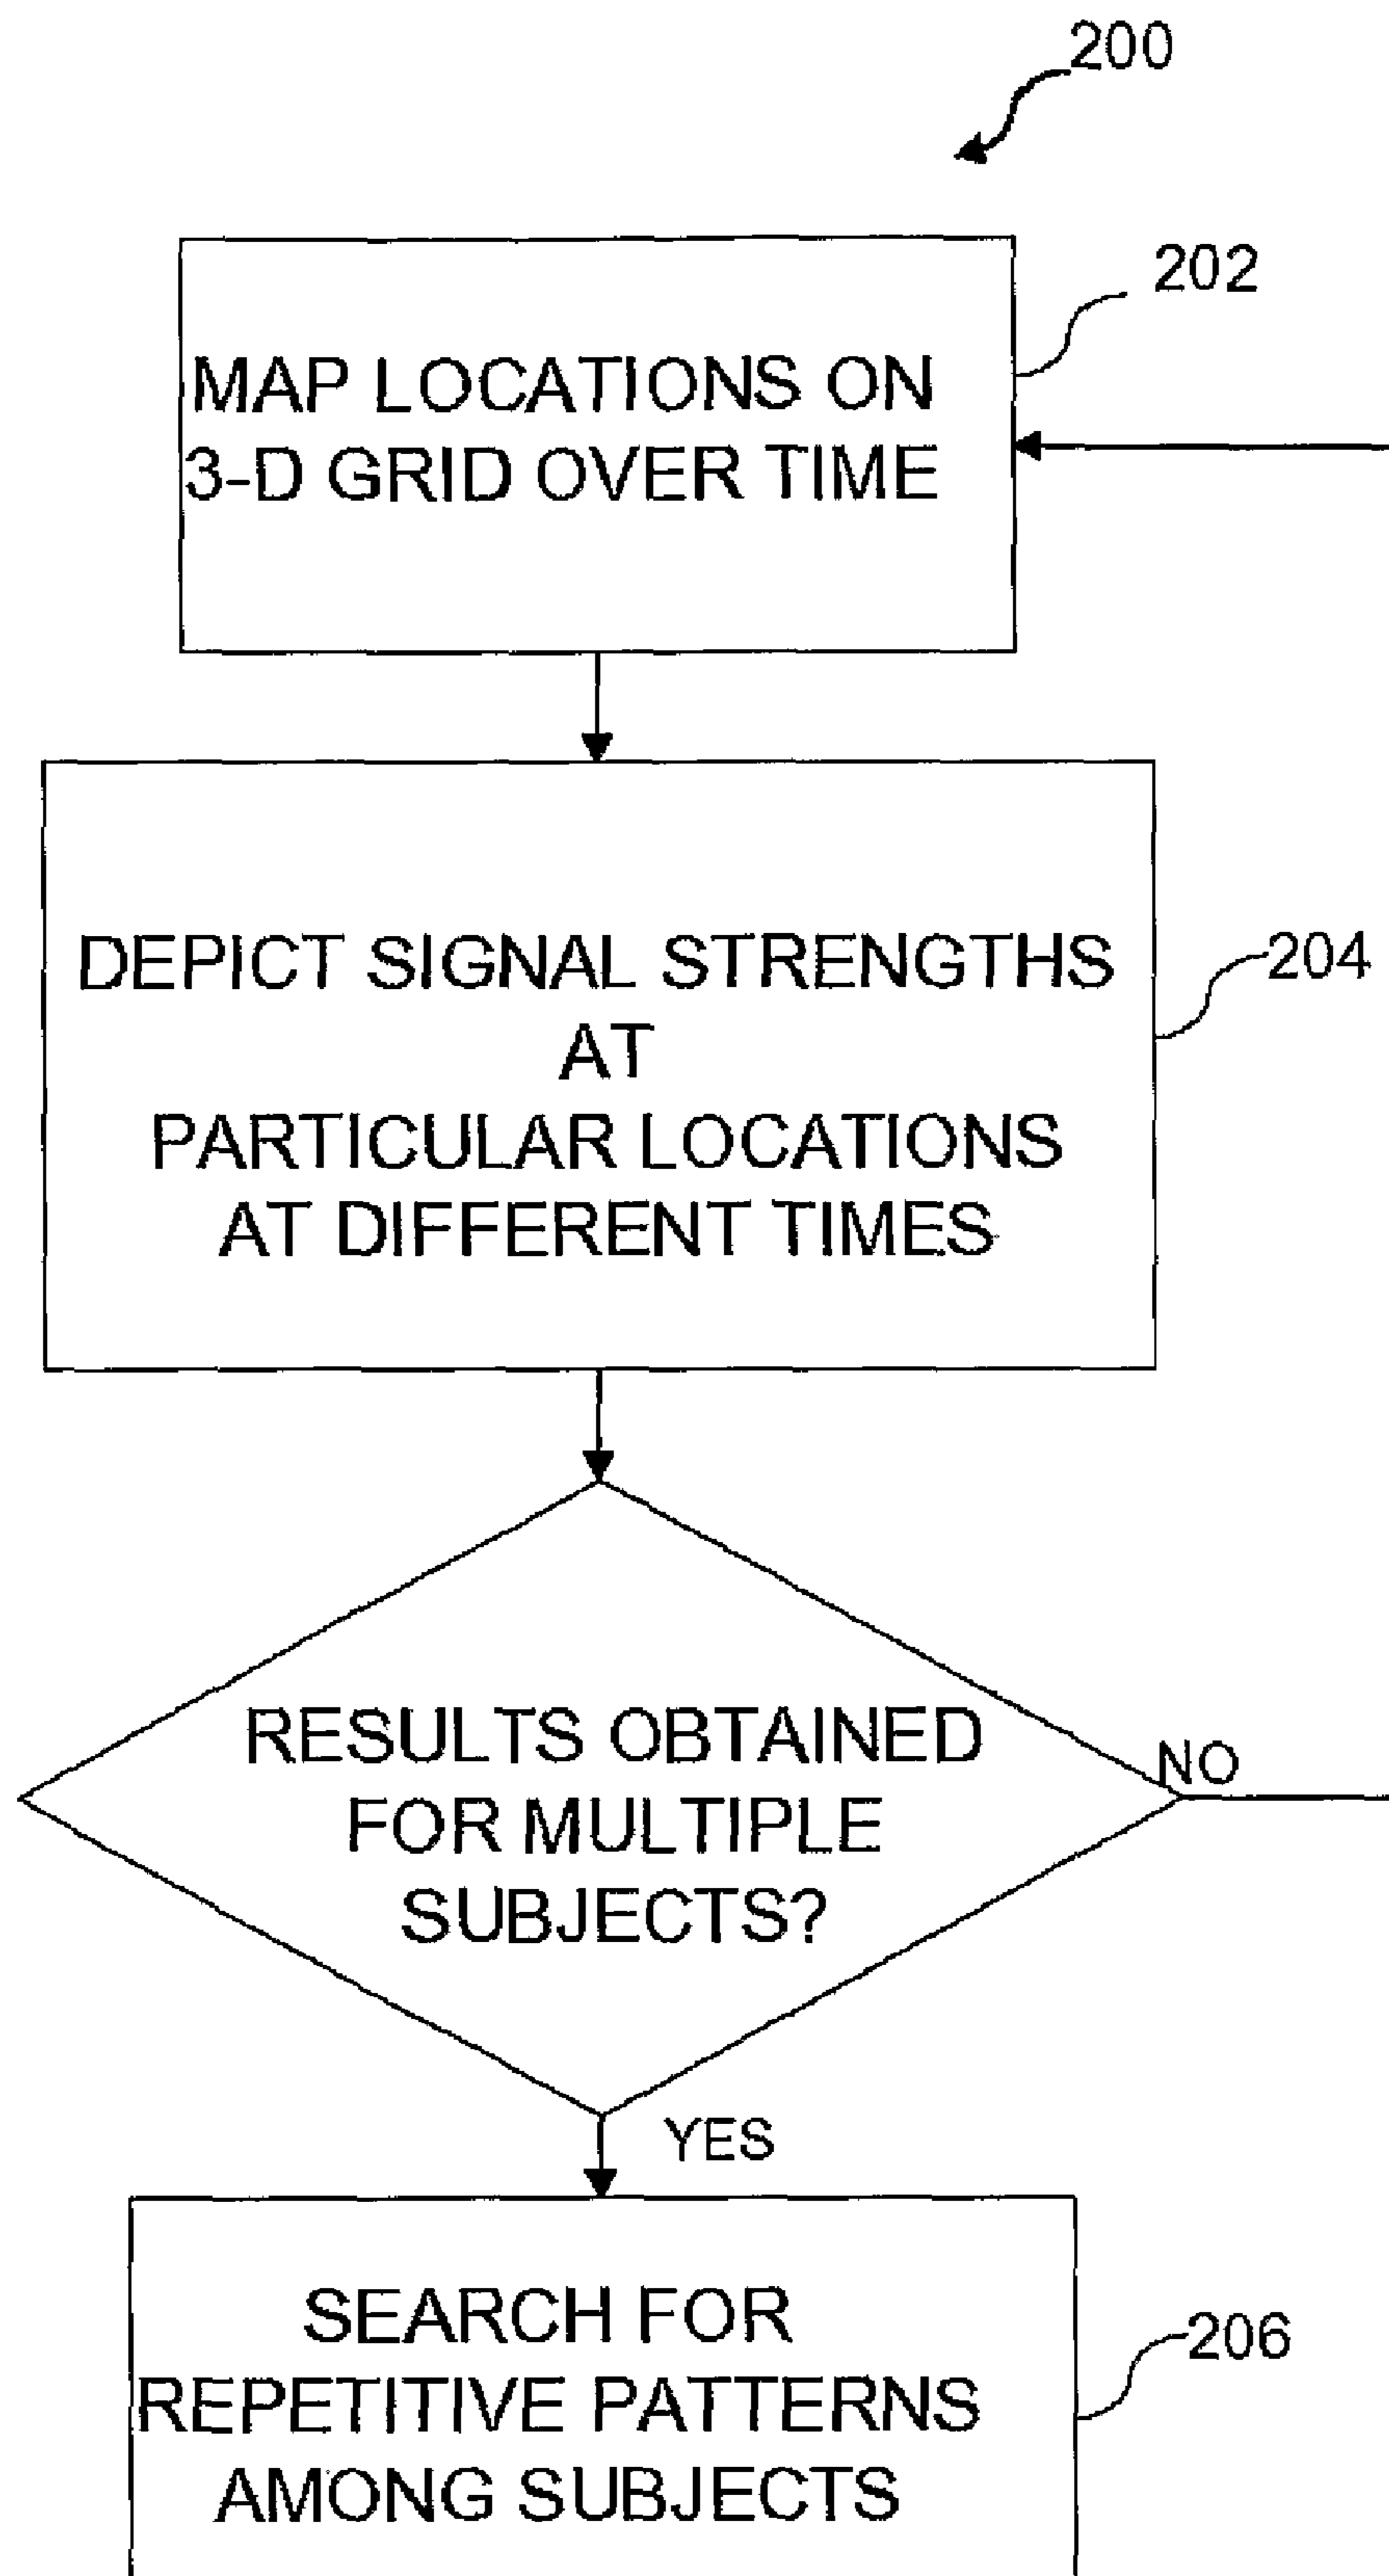 200
202
MAP LOCATIONS ON
3-D GRID OVER TIME
DEPICT SIGNAL STRENGTHS
AT
PARTICULAR LOCATIONS
AT DIFFERENT TIMES
204
RESULTS OBTAINED
FOR MULTIPLE
SUBJECTS?
NO
YES
SEARCH FOR
REPETITIVE PATTERNS
AMONG SUBJECTS
206